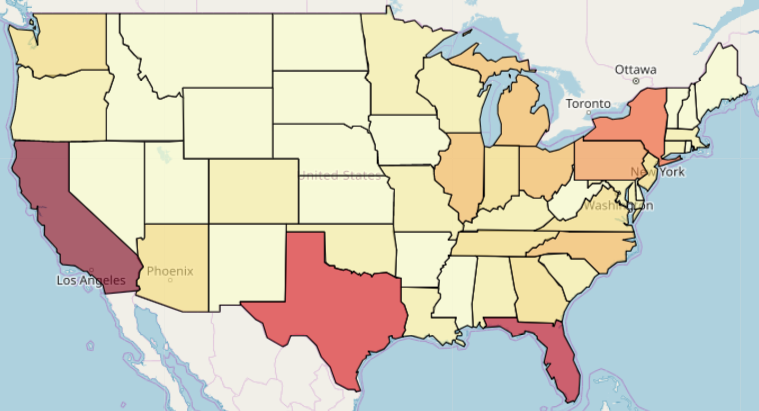 Ottawa
Toronto
New York
United States
Washington
Phoenix
Los Angeles